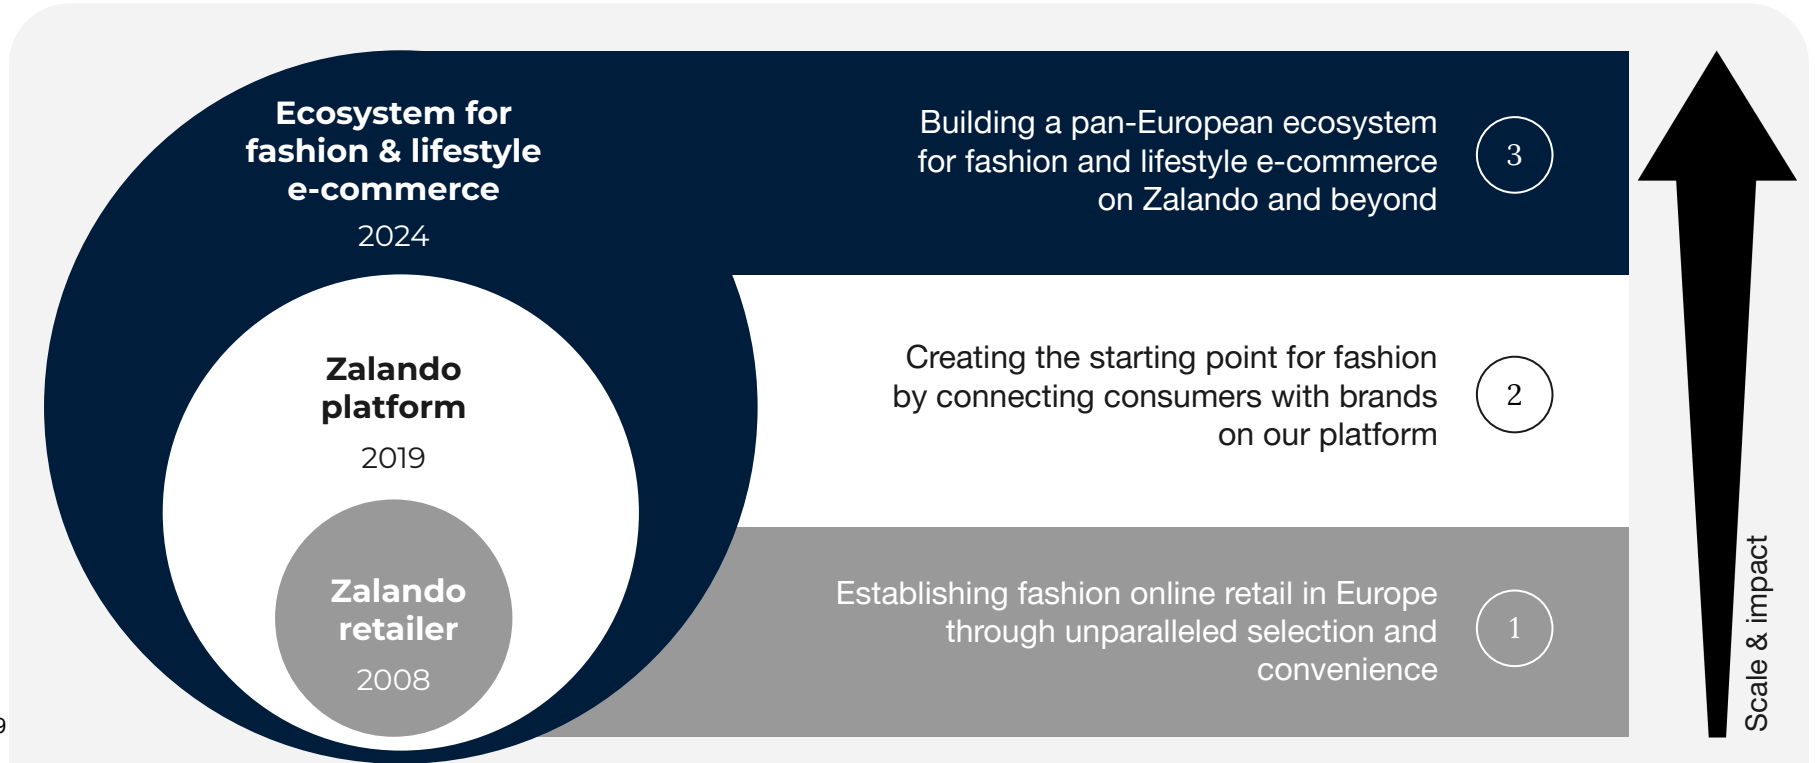 Ecosystem for
fashion & lifestyle
e-commerce
2024
Building a pan-European ecosystem
for fashion and lifestyle e-commerce
on Zalando and beyond
3
Zalando
platform
2019
Creating the starting point for fashion
by connecting consumers with brands
on our platform
2
Zalando
retailer
2008
Establishing fashion online retail in Europe
through unparalleled selection and
convenience
1
Scale & impact
9